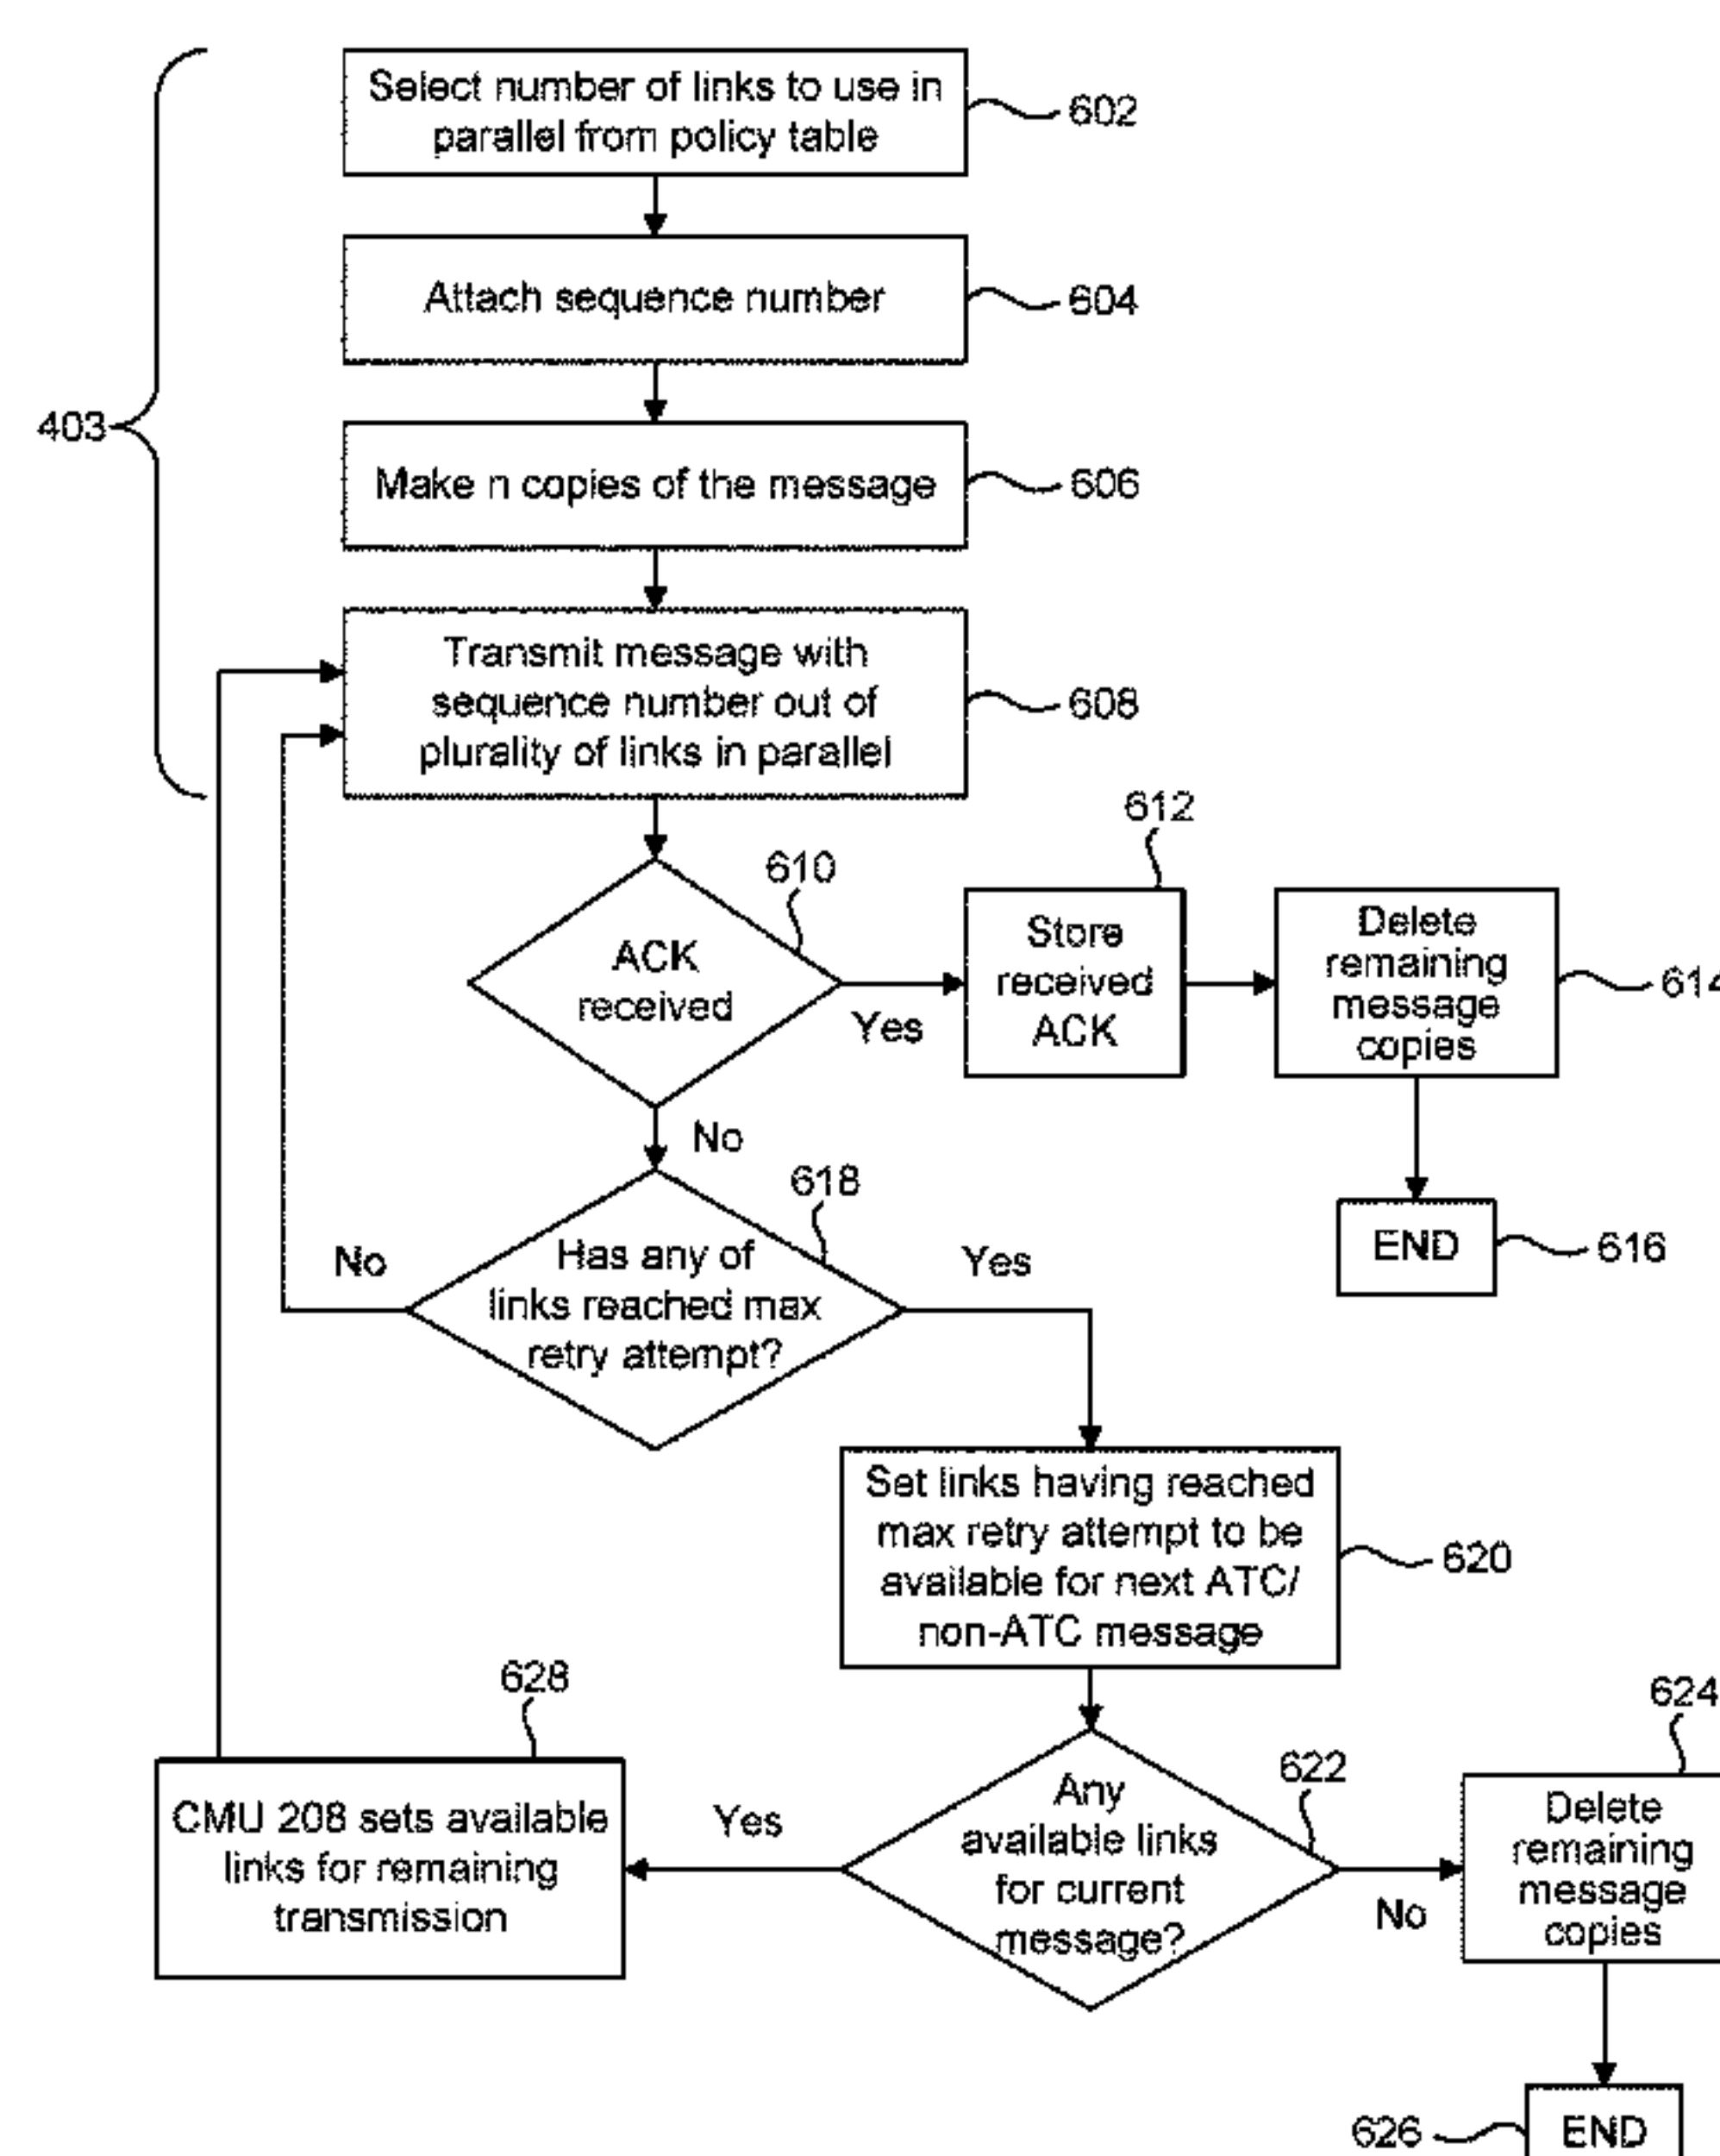 Select number of links to use in
parallel from policy table
602
Attach sequence number
604
403
Make n copies of the message
606
Transmit message with
sequence number out of
plurality of links in parallel
608
612
610
ACK
received
Yes
Store
received
ACK
Delete
remaining
message
copies
614
No
618
Has any of
links reached max
retry attempt?
No
Yes
END
616
Set links having reached
max retry attempt to be
available for next ATC/
non-ATC message
620
628
624
622
CMU 208 sets available
links for remaining
transmission
Yes
Any
available links
for current
message?
No
Delete
remaining
message
copies
626
END